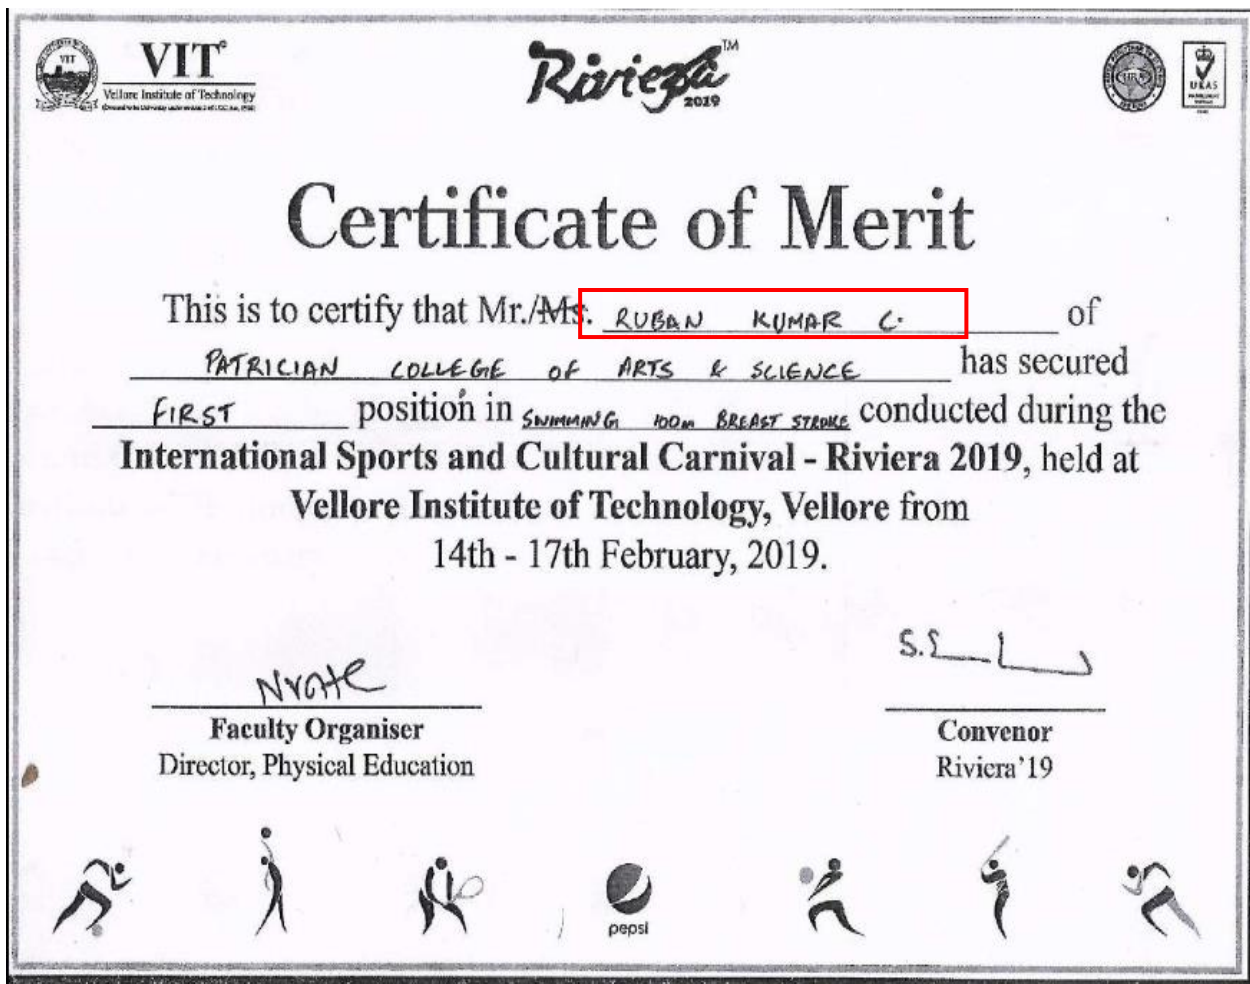 VIT®
Vellore Institute of Technology
Riviera™
2019
UKAS
Certificate of Merit
This is to certify that Mr./Ms. RUBAN KUMAR C. of
PATRICIAN COLLEGE OF ARTS & SCIENCE has secured
FIRST position in SWIMMING 100m BREAST STROKE conducted during the
International Sports and Cultural Carnival - Riviera 2019, held at
Vellore Institute of Technology, Vellore from
14th - 17th February, 2019.
Faculty Organiser
Director, Physical Education
Convenor
Riviera'19
pepsi